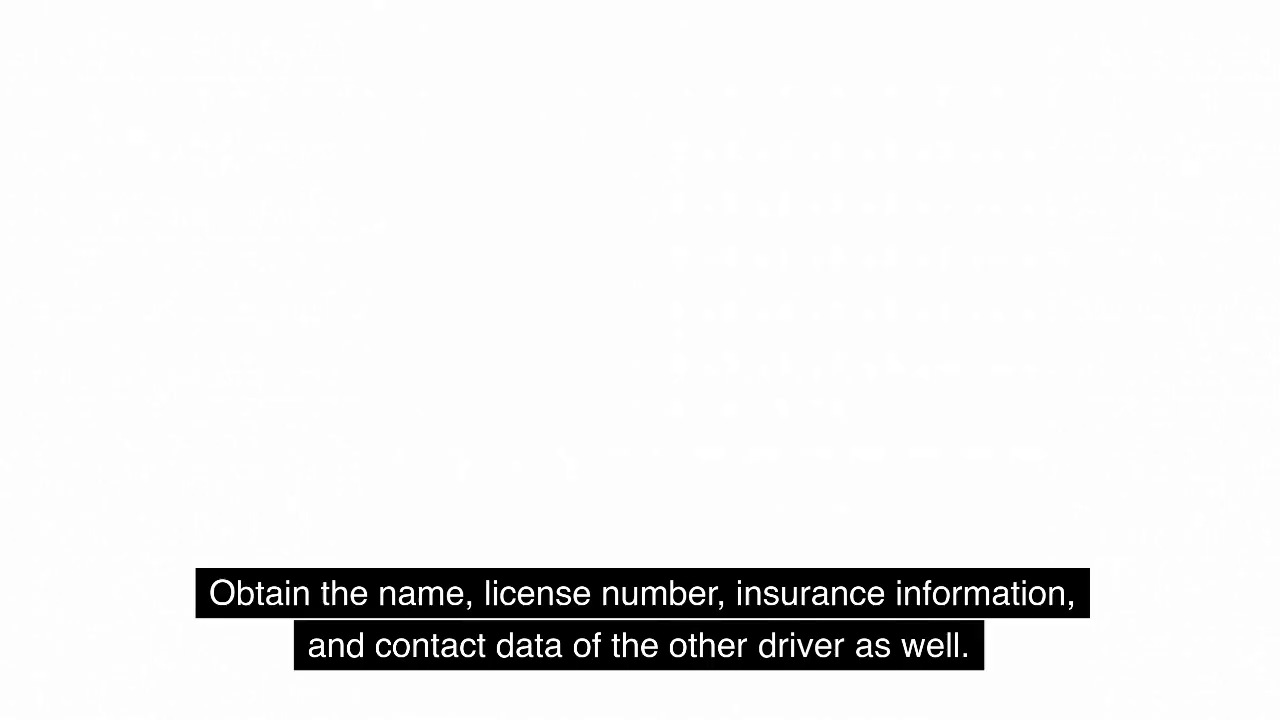 Obtain the name, license number, insurance information,
and contact data of the other driver as well.